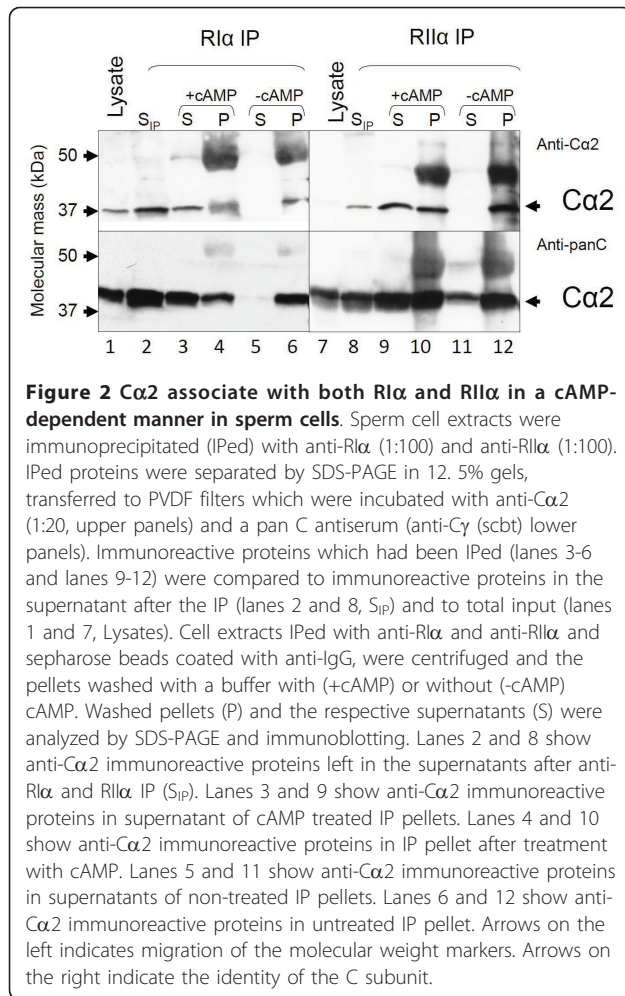 RIα IP RIIα IP
Lysate S_IP +cAMP S P -cAMP S P Lysate S_IP +cAMP S P -cAMP S P
Molecular mass (kDa)
50 Anti-Cα2
37 Cα2
50 Anti-panC
37 Cα2
1 2 3 4 5 6 7 8 9 10 11 12
Figure 2 Cα2 associate with both RIα and RIIα in a cAMP-
dependent manner in sperm cells. Sperm cell extracts were
immunoprecipitated (IPed) with anti-RIα (1:100) and anti-RIIα (1:100).
IPed proteins were separated by SDS-PAGE in 12. 5% gels,
transferred to PVDF filters which were incubated with anti-Cα2
(1:20, upper panels) and a pan C antiserum (anti-Cγ (scbt) lower
panels). Immunoreactive proteins which had been IPed (lanes 3-6
and lanes 9-12) were compared to immunoreactive proteins in the
supernatant after the IP (lanes 2 and 8, S_IP) and to total input (lanes
1 and 7, Lysates). Cell extracts IPed with anti-RIα and anti-RIIα and
sepharose beads coated with anti-IgG, were centrifuged and the
pellets washed with a buffer with (+cAMP) or without (-cAMP)
cAMP. Washed pellets (P) and the respective supernatants (S) were
analyzed by SDS-PAGE and immunoblotting. Lanes 2 and 8 show
anti-Cα2 immunoreactive proteins left in the supernatants after anti-
RIα and RIIα IP (S_IP). Lanes 3 and 9 show anti-Cα2 immunoreactive
proteins in supernatant of cAMP treated IP pellets. Lanes 4 and 10
show anti-Cα2 immunoreactive proteins in IP pellet after treatment
with cAMP. Lanes 5 and 11 show anti-Cα2 immunoreactive proteins
in supernatants of non-treated IP pellets. Lanes 6 and 12 show anti-
Cα2 immunoreactive proteins in untreated IP pellet. Arrows on the
left indicates migration of the molecular weight markers. Arrows on
the right indicate the identity of the C subunit.